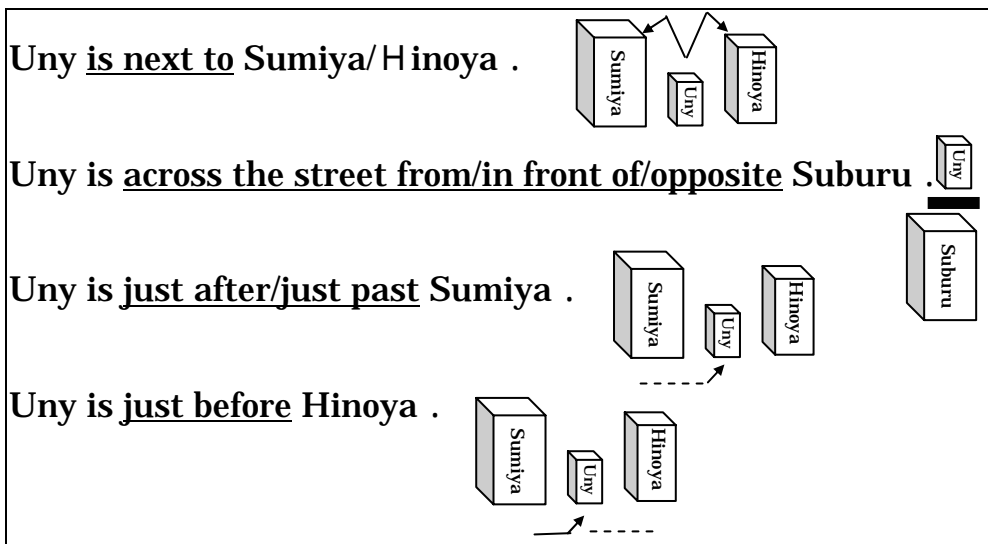 Uny is next to Sumiya/Hinoya .
Sumiya
Uny
Hinoya
Uny is across the street from/in front of/opposite Suburu .
Uny
Suburu
Uny is just after/just past Sumiya .
Sumiya
Uny
Hinoya
Uny is just before Hinoya .
Sumiya
Uny
Hinoya